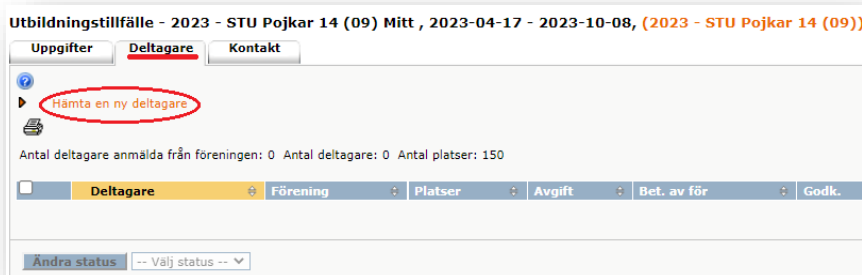 Utbildningstillfälle - 2023 - STU Pojkar 14 (09) Mitt , 2023-04-17 - 2023-10-08, (2023 - STU Pojkar 14 (09))
Uppgifter Deltagare Kontakt
?
Hämta en ny deltagare
Antal deltagare anmälda från föreningen: 0 Antal deltagare: 0 Antal platser: 150
Deltagare Förening Platser Avgift Bet. av för Godk.
Ändra status -- Välj status --